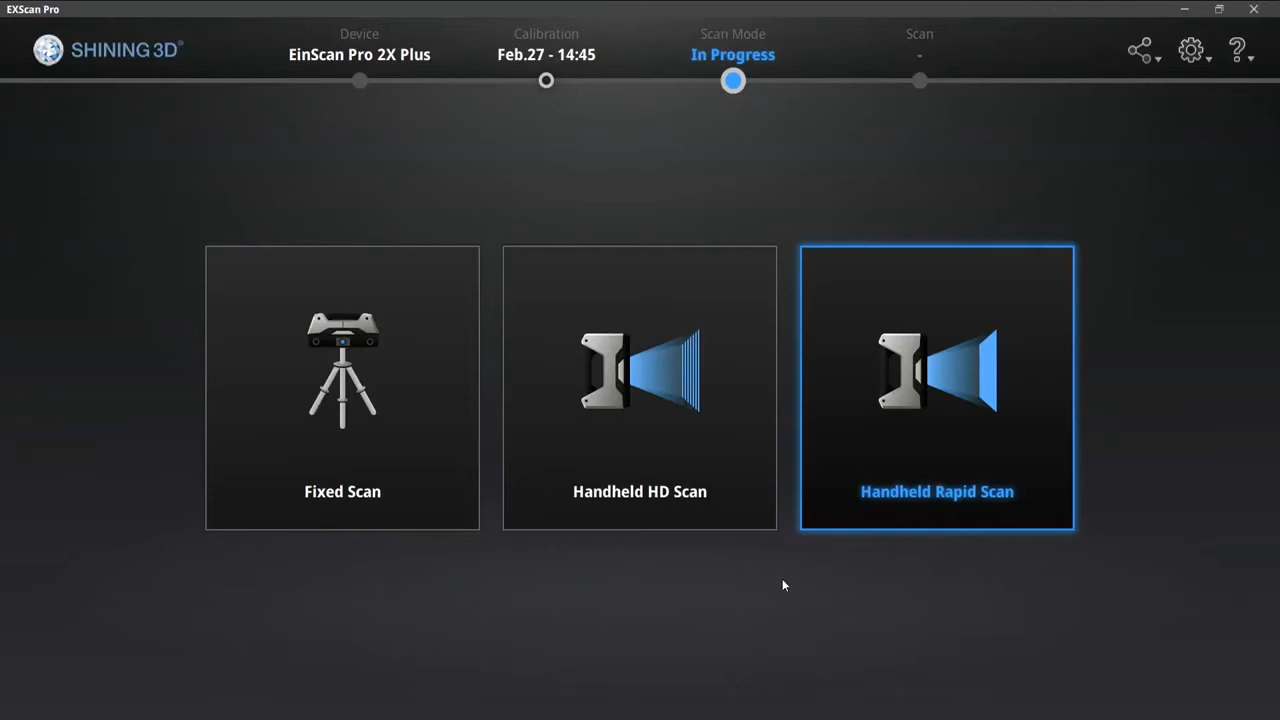 EXScan Pro
SHINING 3D®
Device
EinScan Pro 2X Plus
Calibration
Feb.27 - 14:45
Scan Mode
In Progress
Scan
-
Fixed Scan
Handheld HD Scan
Handheld Rapid Scan